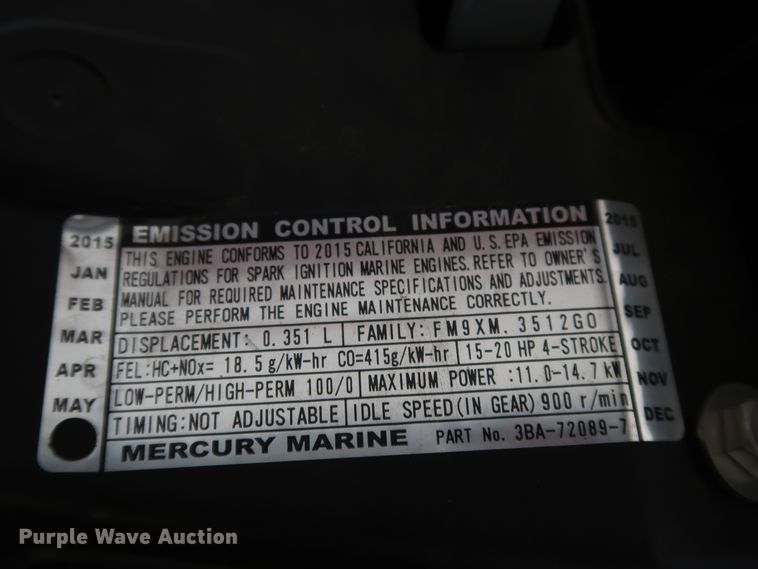 EMISSION CONTROL INFORMATION
THIS ENGINE CONFORMS TO 2015 CALIFORNIA AND U.S. EPA EMISSION
REGULATIONS FOR SPARK IGNITION MARINE ENGINES. REFER TO OWNER'S
MANUAL FOR REQUIRED MAINTENANCE SPECIFICATIONS AND ADJUSTMENTS.
PLEASE PERFORM THE ENGINE MAINTENANCE CORRECTLY.
DISPLACEMENT: 0.351 L FAMILY: FM9XM.3512G0
FEL:HC+NOx= 18.5g/kW-hr CO=415g/kW-hr 15-20 HP 4-STROKE
LOW-PERM/HIGH-PERM 100/0 MAXIMUM POWER :11.0-14.7 kW
TIMING:NOT ADJUSTABLE IDLE SPEED(IN GEAR) 900 r/min
MERCURY MARINE PART No. 3BA-72089-7
2015
JAN
FEB
MAR
APR
MAY
2015
JUL
AUG
SEP
OCT
NOV
DEC
Purple Wave Auction